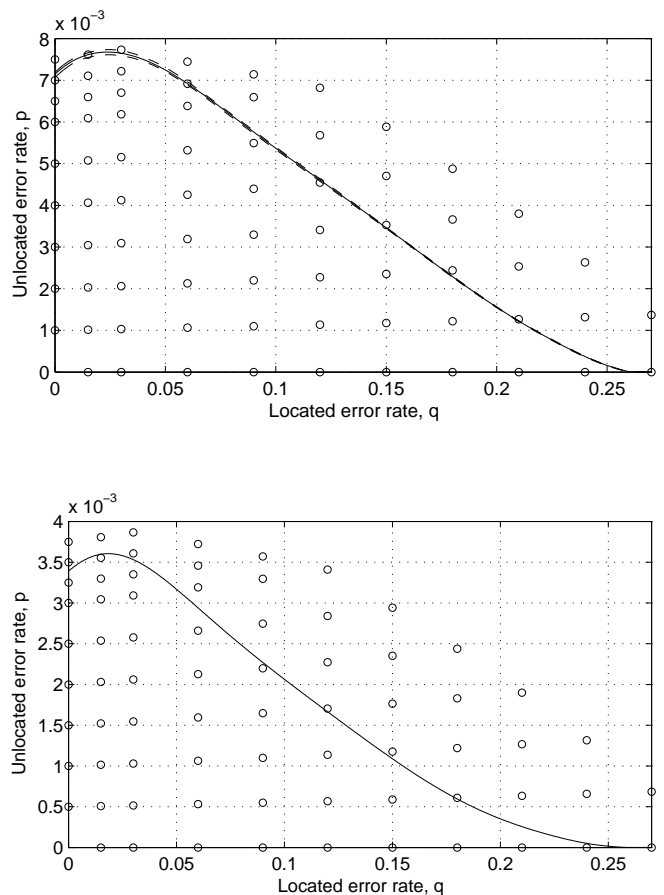 x 10⁻³
8
7
6
5
4
3
2
1
0
Unlocated error rate, p
0 0.05 0.1 0.15 0.2 0.25
Located error rate, q
x 10⁻³
4
3.5
3
2.5
2
1.5
1
0.5
0
Unlocated error rate, p
0 0.05 0.1 0.15 0.2 0.25
Located error rate, q